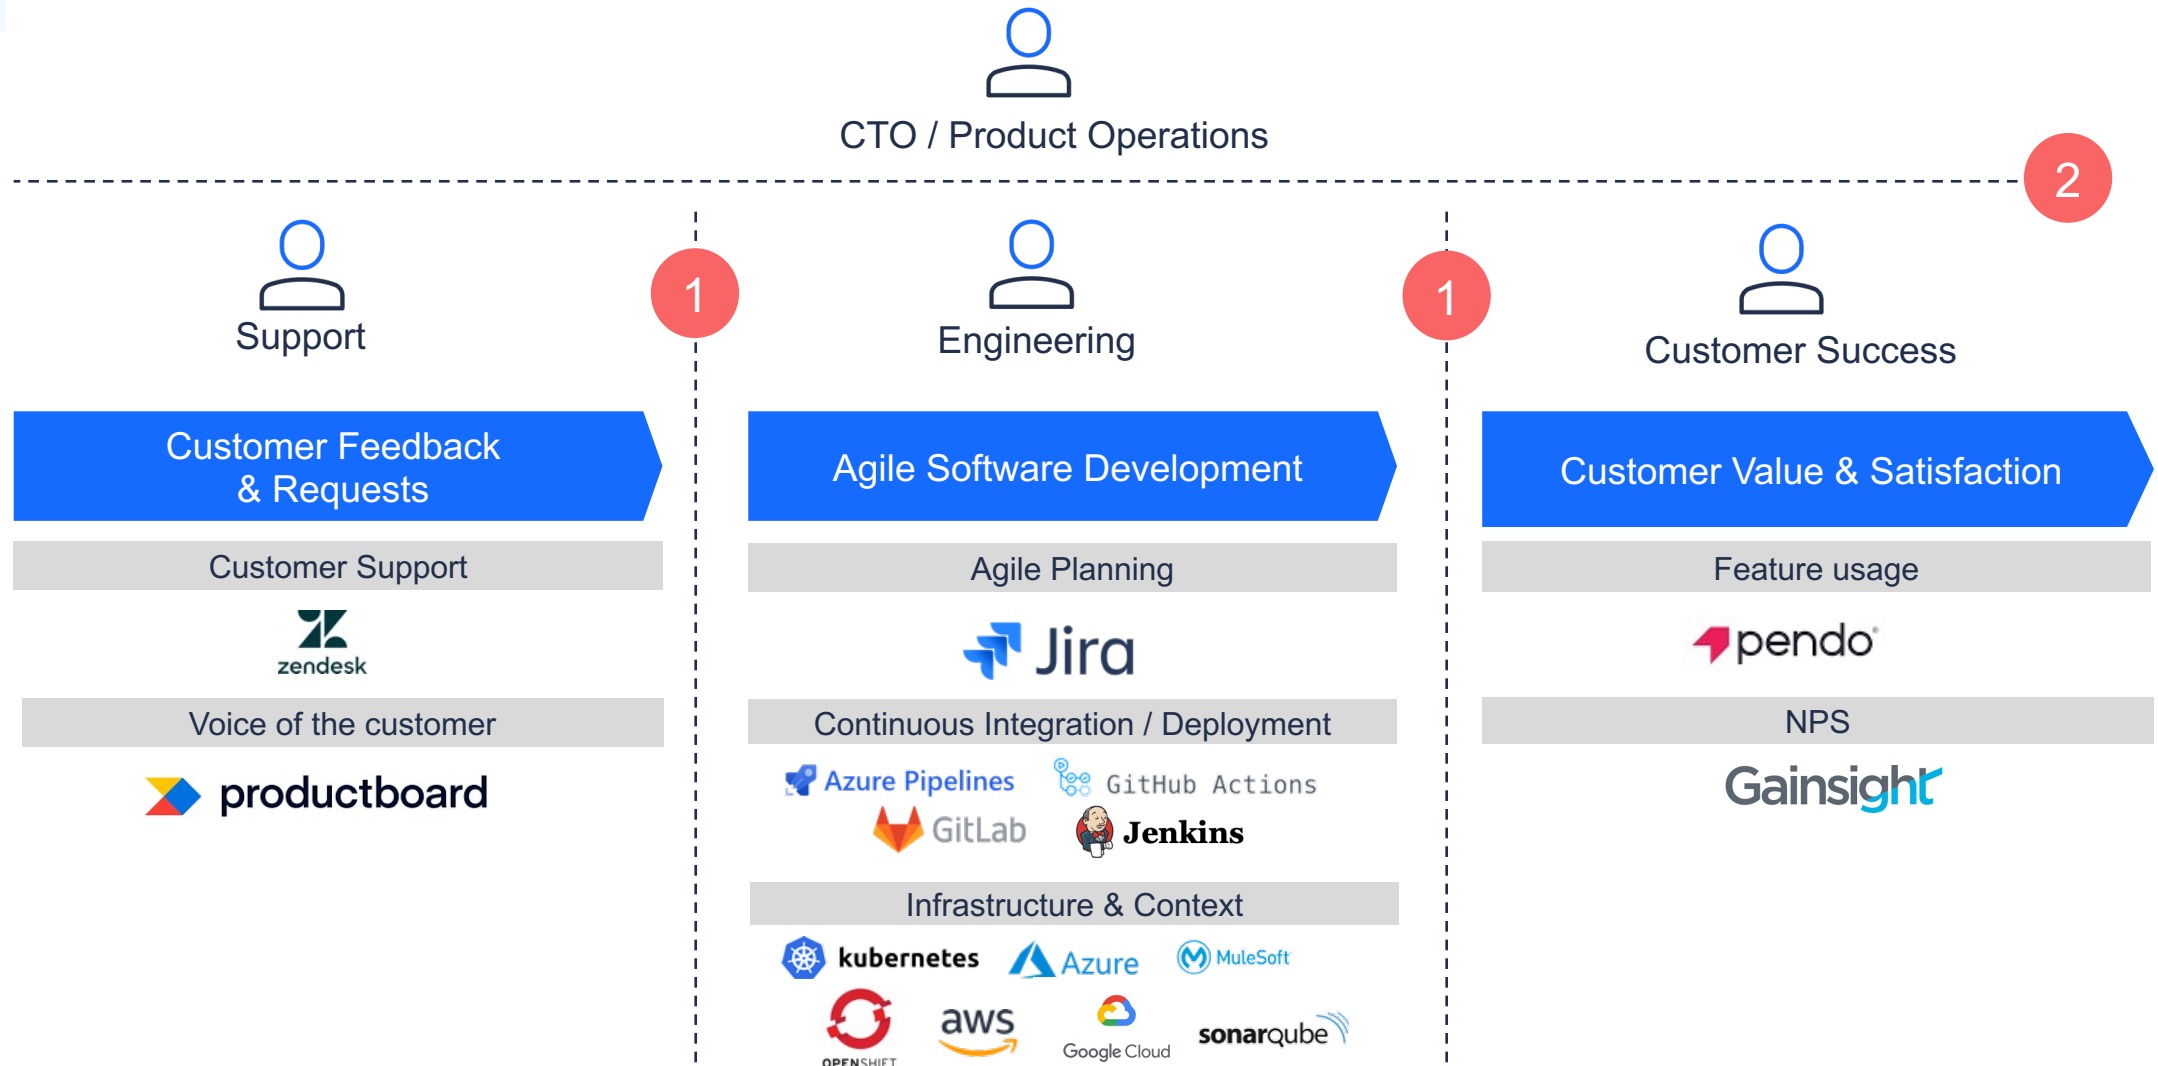 CTO / Product Operations
2
Support
1
Engineering
1
Customer Success
Customer Feedback
& Requests
Agile Software Development
Customer Value & Satisfaction
Customer Support
zendesk
Voice of the customer
productboard
Agile Planning
Jira
Continuous Integration / Deployment
Azure Pipelines
GitHub Actions
GitLab
Jenkins
Infrastructure & Context
kubernetes
Azure
MuleSoft
OPENSHIFT
aws
Google Cloud
sonarqube
Feature usage
pendo
NPS
Gainsight